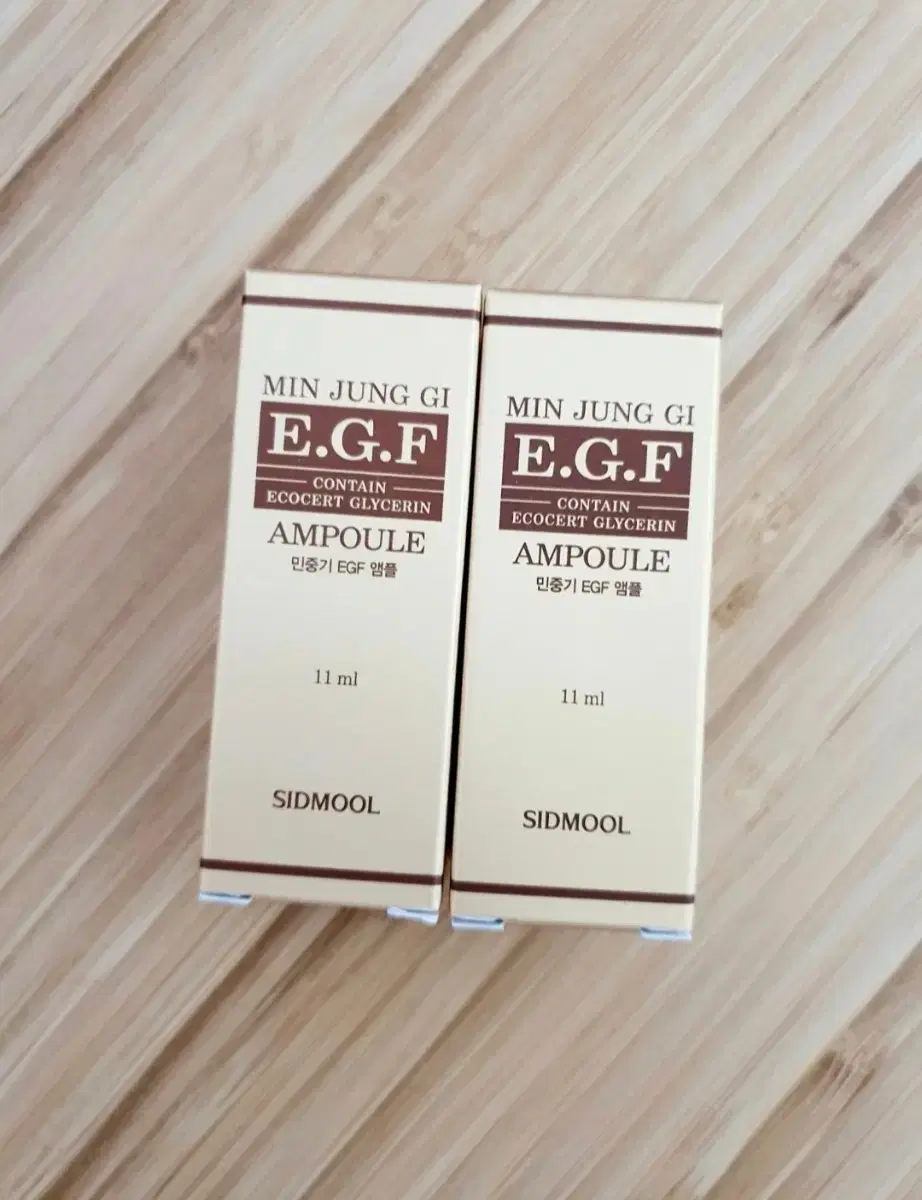 MIN JUNG GI
E.G.F
CONTAIN
ECOCERT GLYCERIN
AMPOULE
민중기 EGF 앰플
11 ml
SIDMOOL
MIN JUNG GI
E.G.F
CONTAIN
ECOCERT GLYCERIN
AMPOULE
민중기 EGF 앰플
11 ml
SIDMOOL